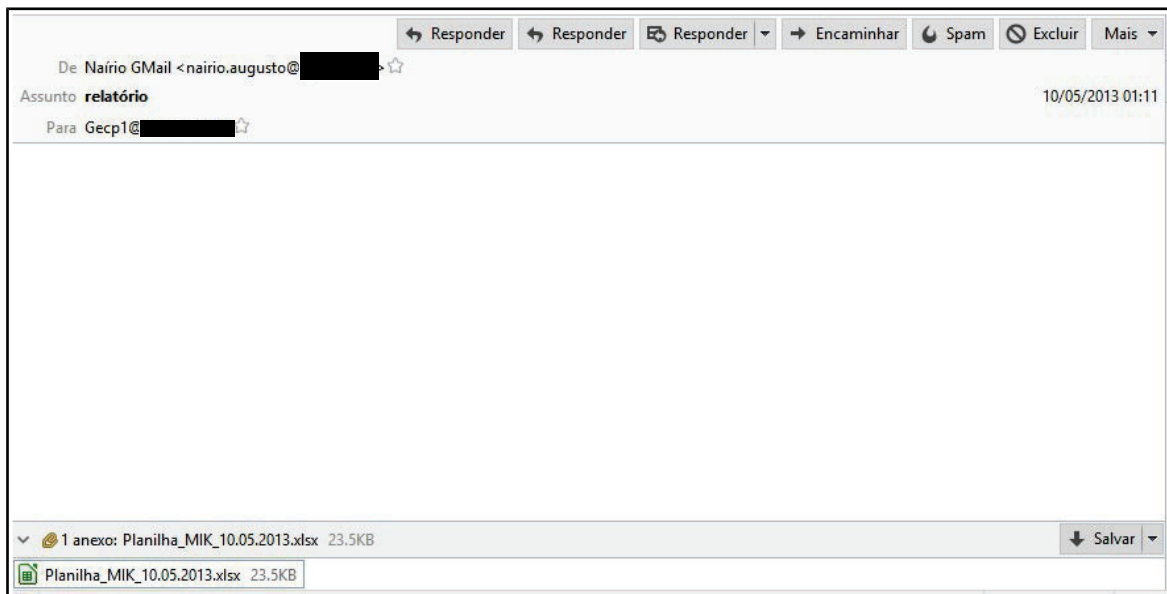 Responder Responder Responder Encaminhar Spam Excluir Mais
De Naírio GMail <nairio.augusto@ >
Assunto relatório 10/05/2013 01:11
Para Gecp1@
1 anexo: Planilha_MIK_10.05.2013.xlsx 23.5KB Salvar
Planilha_MIK_10.05.2013.xlsx 23.5KB